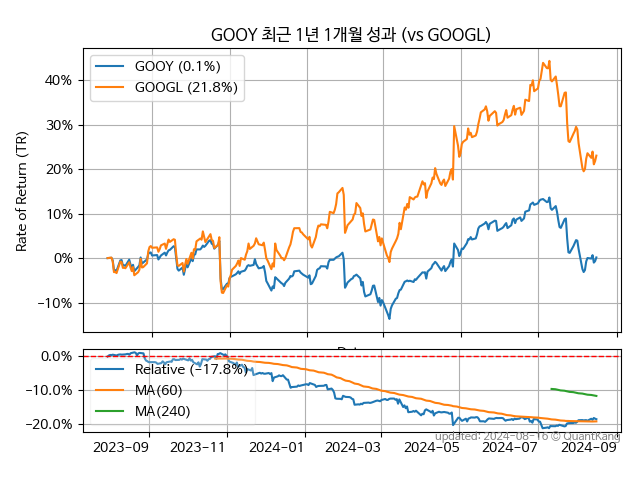 GOOY 최근 1년 1개월 성과 (vs GOOGL)
GOOY (0.1%)
GOOGL (21.8%)
Rate of Return (TR)
40%
30%
20%
10%
0%
−10%
0.0%
−10.0%
−20.0%
Relative (−17.8%)
MA(60)
MA(240)
updated: 2024-08-16 © QuantKang
2023−09
2023−11
2024−01
2024−03
2024−05
2024−07
2024−09